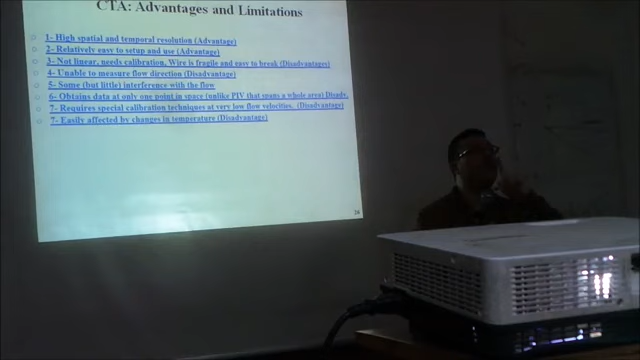 CTA: Advantages and Limitations
1- High spatial and temporal resolution (Advantage)
2- Relatively easy to setup and use (Advantage)
3- Not linear, needs calibration, Wire is fragile and easy to break (Disadvantages)
4- Unable to measure flow direction (Disadvantage)
5- Some (but little) interference with the flow
6- Obtains data at only one point in space (unlike PIV that spans a whole area) Disadv.
7- Requires special calibration techniques at very low flow velocities. (Disadvantage)
7- Easily affected by changes in temperature (Disadvantage)
26